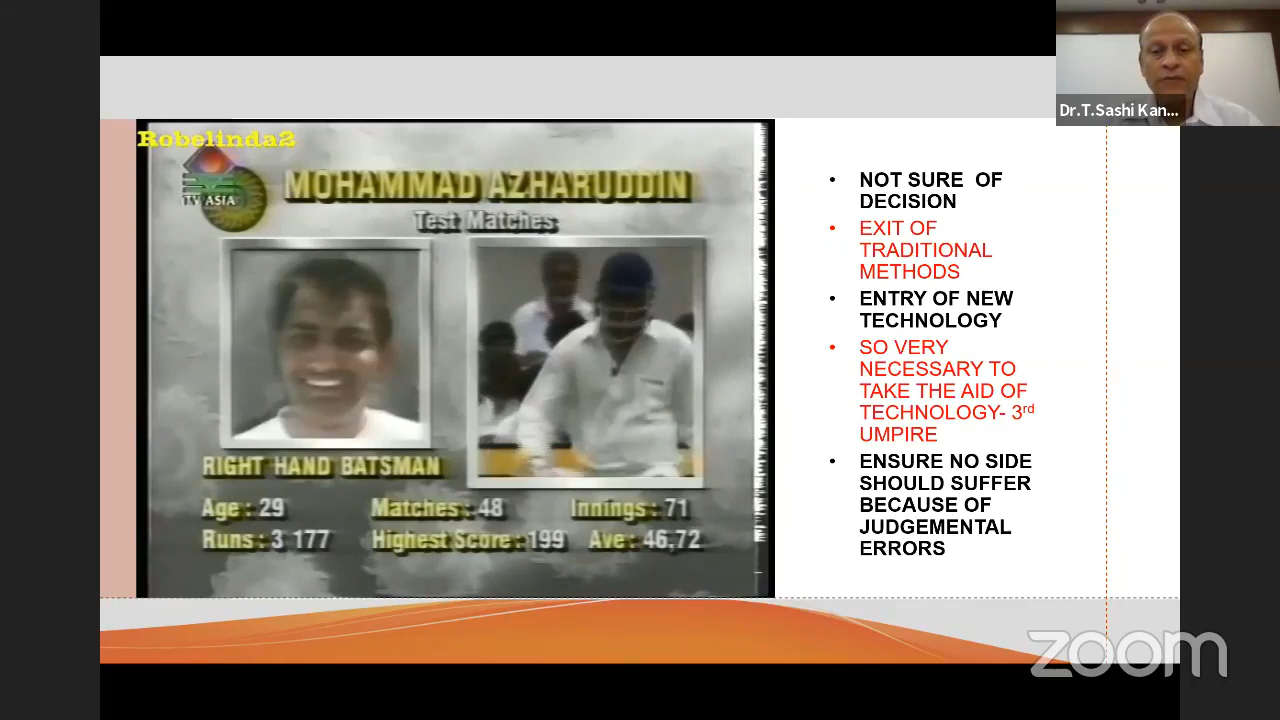 Dr.T.Sashi Kan...
Robelinda2
TV ASIA
MOHAMMAD AZHARUDDIN
Test Matches
RIGHT HAND BATSMAN
Age : 29 Matches : 48 Innings : 71
Runs : 3 177 Highest Score : 199 Ave : 46,72
• NOT SURE OF
DECISION
• EXIT OF
TRADITIONAL
METHODS
• ENTRY OF NEW
TECHNOLOGY
• SO VERY
NECESSARY TO
TAKE THE AID OF
TECHNOLOGY- 3rd
UMPIRE
• ENSURE NO SIDE
SHOULD SUFFER
BECAUSE OF
JUDGEMENTAL
ERRORS
zoom